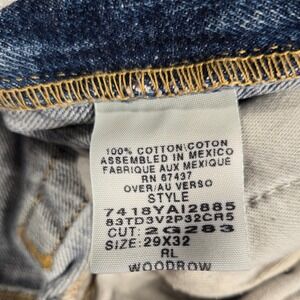 100% COTTON/COTON
ASSEMBLED IN MEXICO
FABRIQUE AUX MEXIQUE
RN 67437
OVER/AU VERSO
STYLE
7418YAI2885
83TD3V2P32CR5
CUT: 2G283
SIZE: 29X32
RL
WOODROW